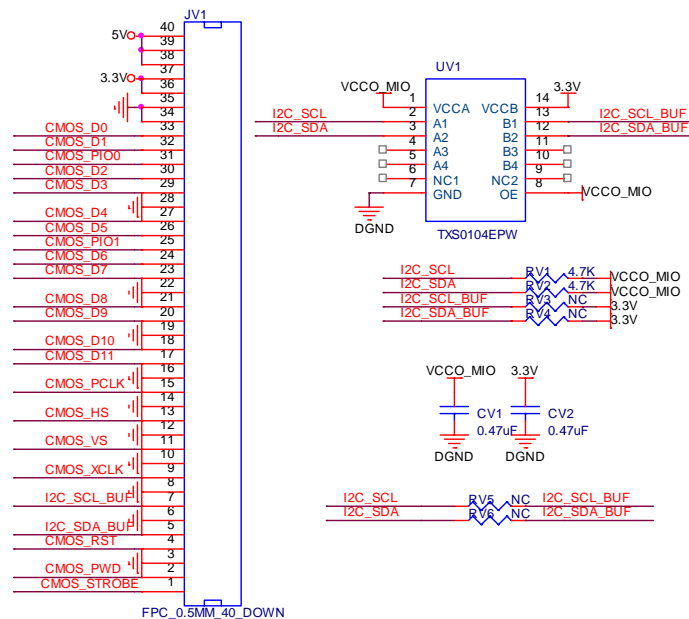 JV1
5V
40
39
38
37
3.3V
36
35
34
CMOS_D0 33
CMOS_D1 32
CMOS_PIO0 31
CMOS_D2 30
CMOS_D3 29
28
CMOS_D4 27
CMOS_D5 26
CMOS_PIO1 25
CMOS_D6 24
CMOS_D7 23
22
CMOS_D8 21
CMOS_D9 20
19
CMOS_D10 18
CMOS_D11 17
16
CMOS_PCLK 15
14
CMOS_HS 13
12
CMOS_VS 11
10
CMOS_XCLK 9
8
I2C_SCL_BUF 7
6
I2C_SDA_BUF 5
CMOS_RST 4
3
CMOS_PWD 2
CMOS_STROBE 1
FPC_0.5MM_40_DOWN
UV1
VCCO_MIO 3.3V
1 VCCA VCCB 14
I2C_SCL 2 A1 B1 13 I2C_SCL_BUF
I2C_SDA 3 A2 B2 12 I2C_SDA_BUF
4 A3 B3 11
5 A4 B4 10
6 NC1 NC2 9
7 GND OE 8 VCCO_MIO
DGND
TXS0104EPW
I2C_SCL RV1 4.7K VCCO_MIO
I2C_SDA RV2 4.7K VCCO_MIO
I2C_SCL_BUF RV3 NC 3.3V
I2C_SDA_BUF RV4 NC 3.3V
VCCO_MIO 3.3V
CV1 CV2
0.47uF 0.47uF
DGND DGND
I2C_SCL RV5 NC I2C_SCL_BUF
I2C_SDA RV6 NC I2C_SDA_BUF